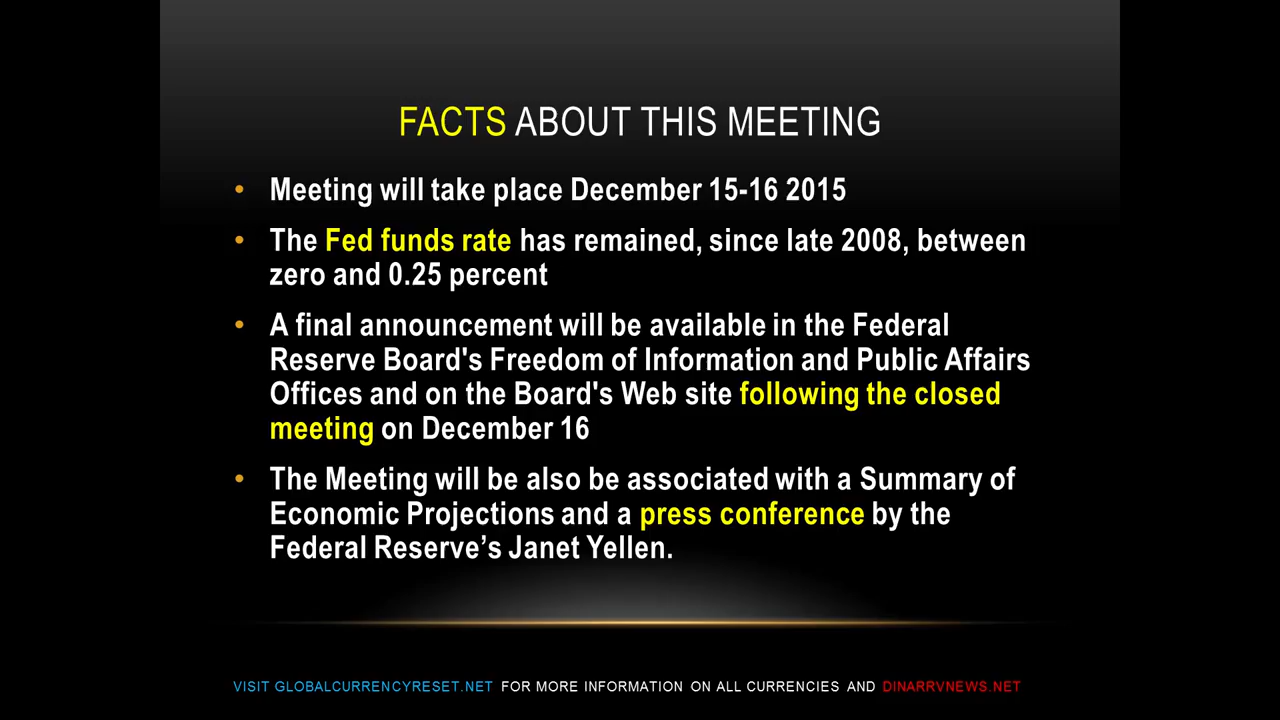 FACTS ABOUT THIS MEETING
• Meeting will take place December 15-16 2015
• The Fed funds rate has remained, since late 2008, between
zero and 0.25 percent
• A final announcement will be available in the Federal
Reserve Board's Freedom of Information and Public Affairs
Offices and on the Board's Web site following the closed
meeting on December 16
• The Meeting will be also be associated with a Summary of
Economic Projections and a press conference by the
Federal Reserve’s Janet Yellen.
VISIT GLOBALCURRENCYRESET.NET FOR MORE INFORMATION ON ALL CURRENCIES AND DINARRVNEWS.NET